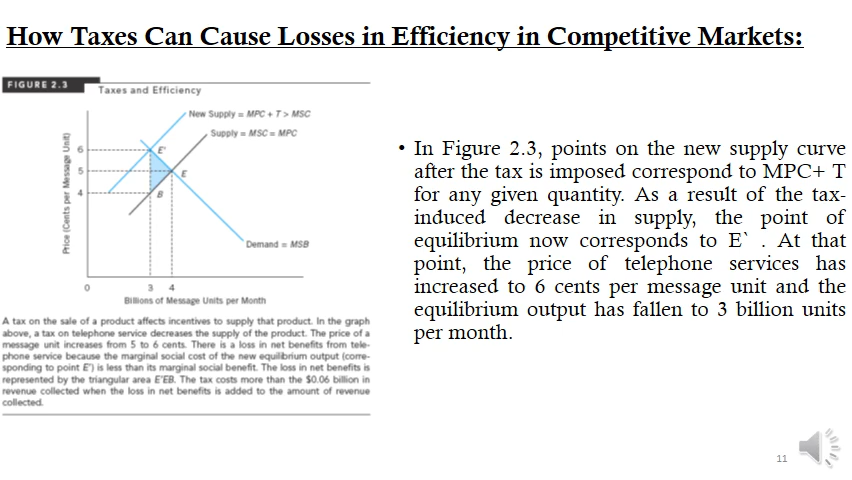 How Taxes Can Cause Losses in Efficiency in Competitive Markets:
FIGURE 2.3
Taxes and Efficiency
New Supply = MPC + T > MSC
Supply = MSC = MPC
Price (Cents per Message Unit)
6
E'
5
E
4
B
Demand = MSB
0
3
4
Billions of Message Units per Month
A tax on the sale of a product affects incentives to supply that product. In the graph
above, a tax on telephone service decreases the supply of the product. The price of a
message unit increases from 5 to 6 cents. There is a loss in net benefits from tele-
phone service because the marginal social cost of the new equilibrium output (corre-
sponding to point E') is less than its marginal social benefit. The loss in net benefits is
represented by the triangular area E'EB. The tax costs more than the $0.06 billion in
revenue collected when the loss in net benefits is added to the amount of revenue
collected.
• In Figure 2.3, points on the new supply curve
after the tax is imposed correspond to MPC+ T
for any given quantity. As a result of the tax-
induced decrease in supply, the point of
equilibrium now corresponds to E` . At that
point, the price of telephone services has
increased to 6 cents per message unit and the
equilibrium output has fallen to 3 billion units
per month.
11